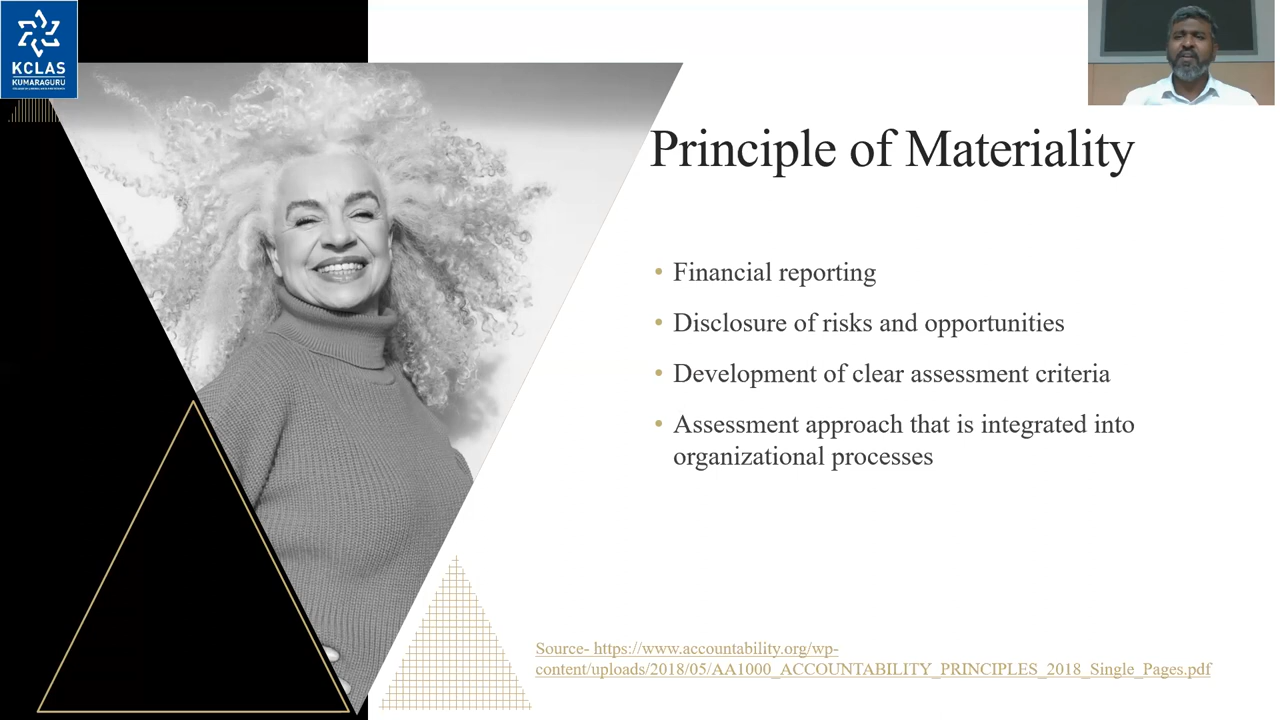 KCLAS
KUMARAGURU
Principle of Materiality
• Financial reporting
• Disclosure of risks and opportunities
• Development of clear assessment criteria
• Assessment approach that is integrated into
organizational processes
Source- https://www.accountability.org/wp-
content/uploads/2018/05/AA1000_ACCOUNTABILITY_PRINCIPLES_2018_Single_Pages.pdf